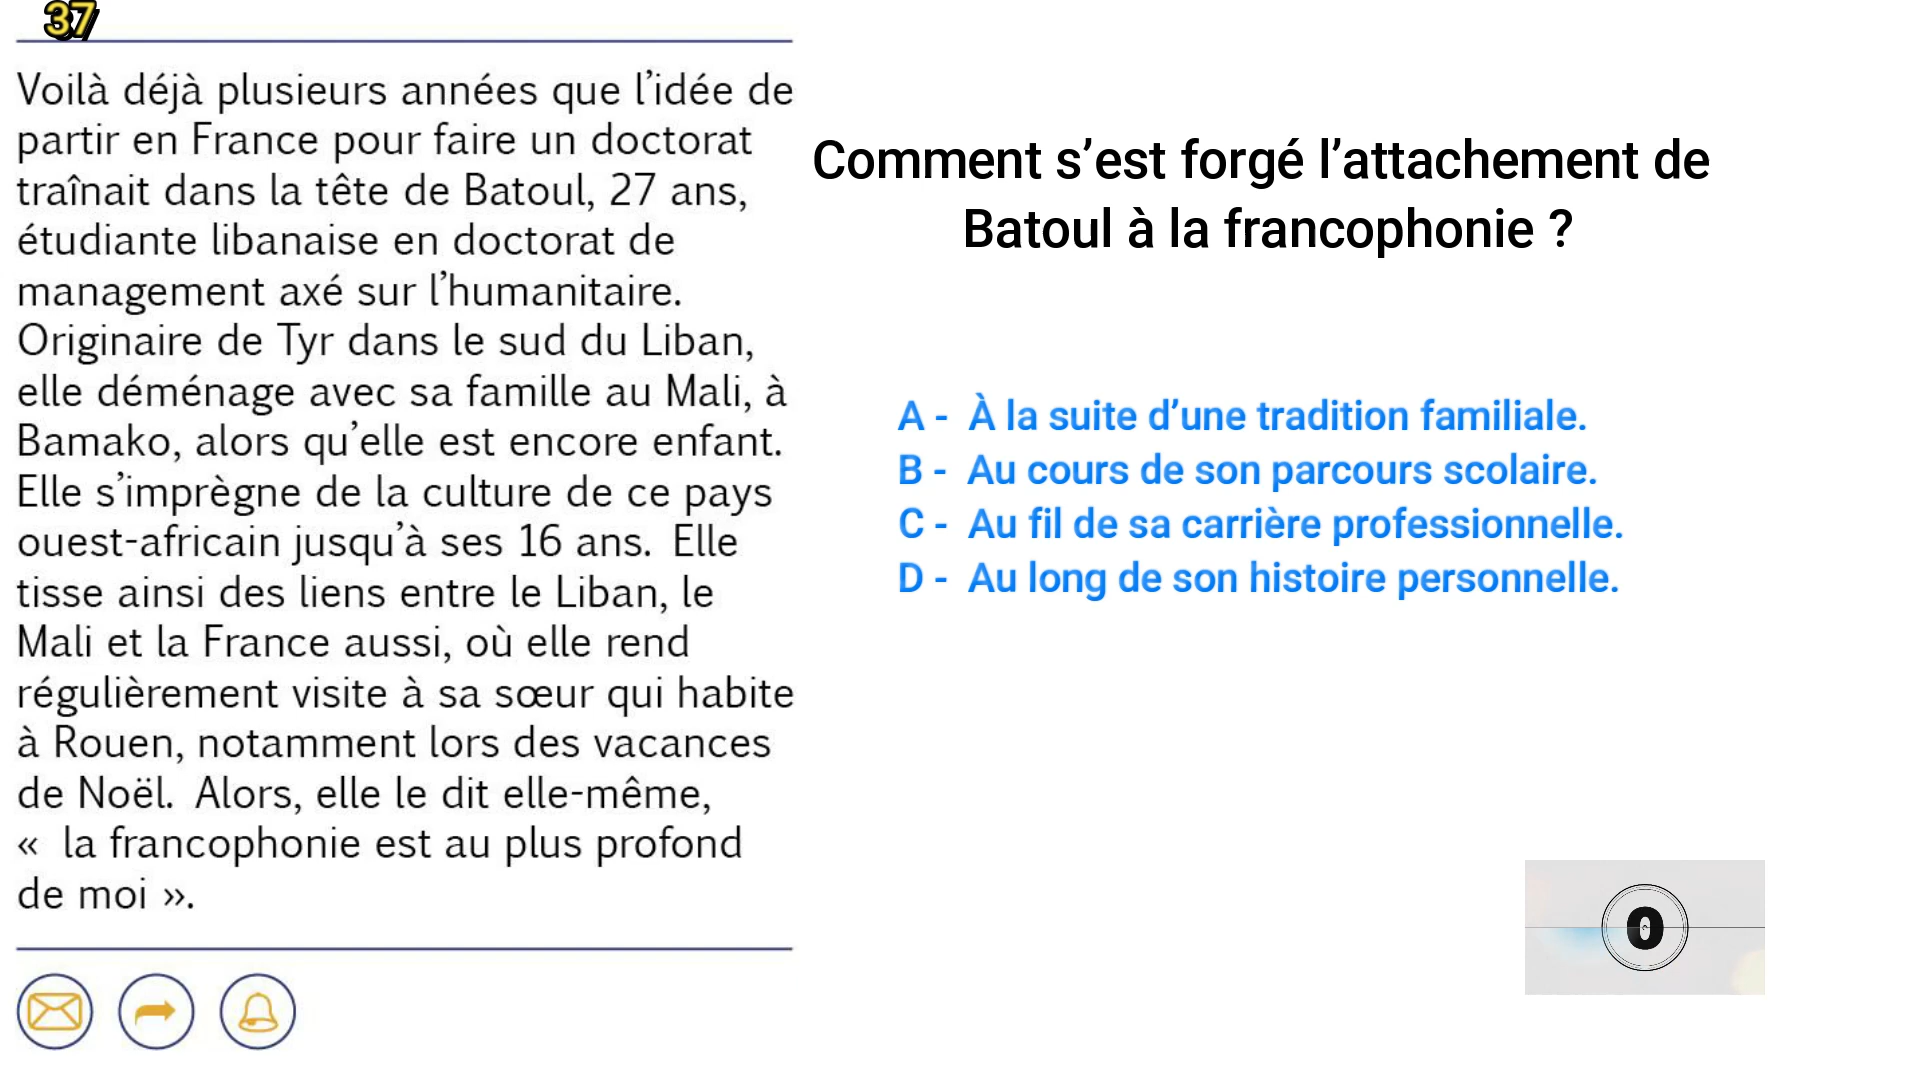 37
Voilà déjà plusieurs années que l’idée de
partir en France pour faire un doctorat
traînait dans la tête de Batoul, 27 ans,
étudiante libanaise en doctorat de
management axé sur l’humanitaire.
Originaire de Tyr dans le sud du Liban,
elle déménage avec sa famille au Mali, à
Bamako, alors qu’elle est encore enfant.
Elle s’imprègne de la culture de ce pays
ouest-africain jusqu’à ses 16 ans. Elle
tisse ainsi des liens entre le Liban, le
Mali et la France aussi, où elle rend
régulièrement visite à sa sœur qui habite
à Rouen, notamment lors des vacances
de Noël. Alors, elle le dit elle-même,
« la francophonie est au plus profond
de moi ».
Comment s’est forgé l’attachement de
Batoul à la francophonie ?
A - À la suite d’une tradition familiale.
B - Au cours de son parcours scolaire.
C - Au fil de sa carrière professionnelle.
D - Au long de son histoire personnelle.
0